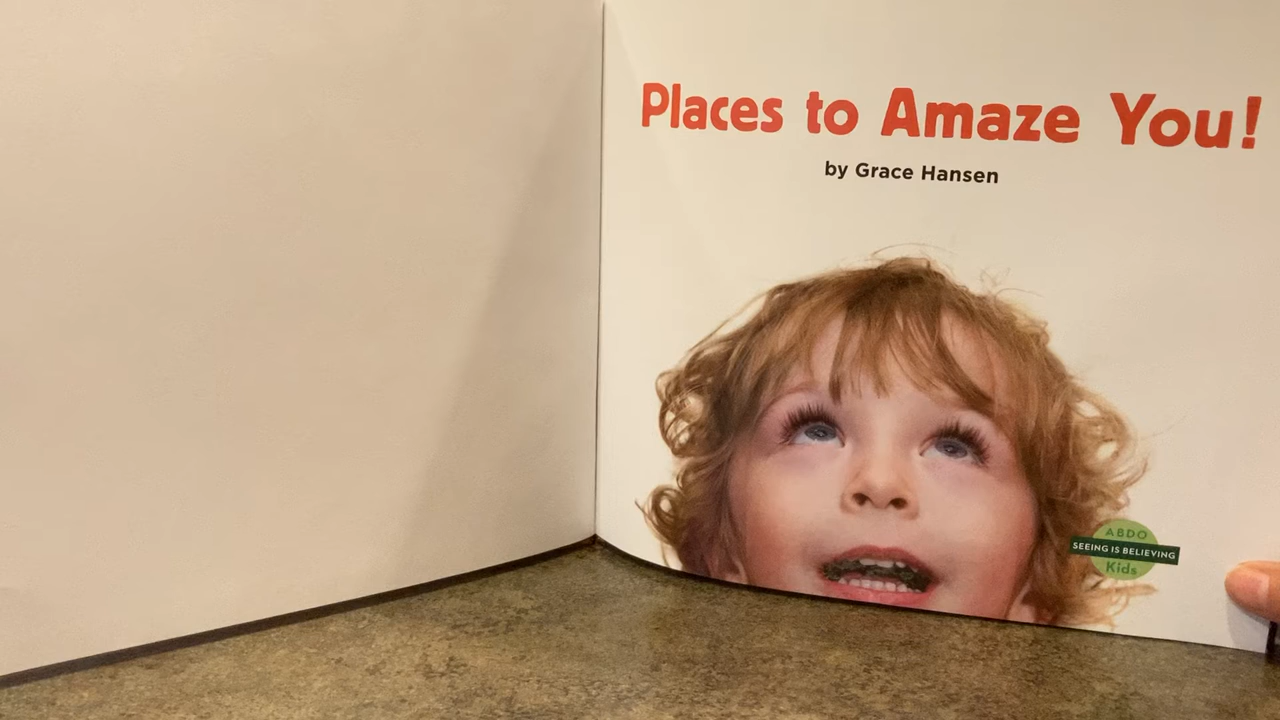 Places to Amaze You!
by Grace Hansen
ABDO
SEEING IS BELIEVING
Kids